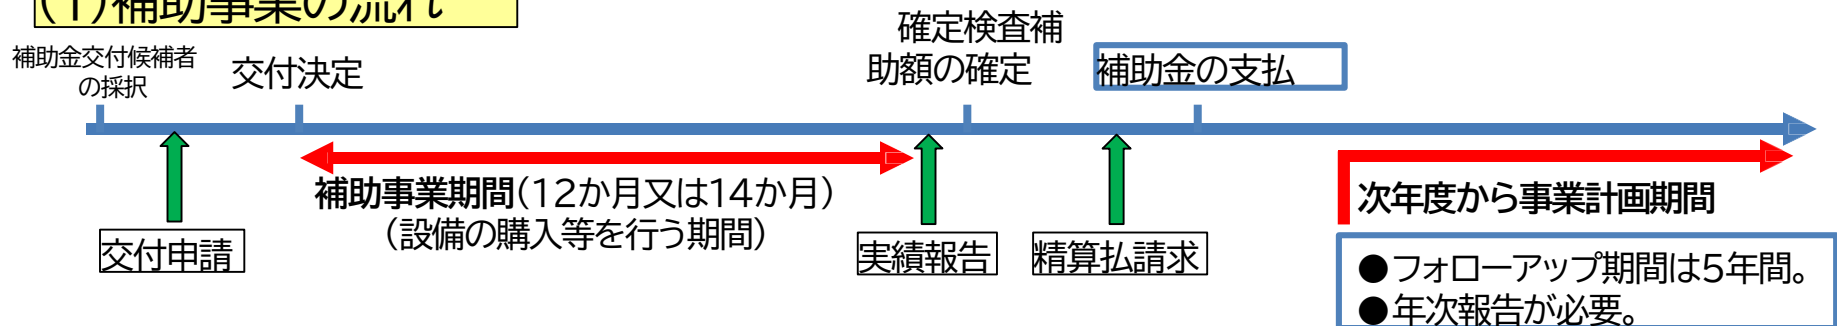 (1)補助事業の流れ
補助金交付候補者
の採択
交付決定
確定検査補
助額の確定
補助金の支払
補助事業期間(12か月又は14か月)
(設備の購入等を行う期間)
次年度から事業計画期間
交付申請
実績報告
精算払請求
●フォローアップ期間は5年間。
●年次報告が必要。